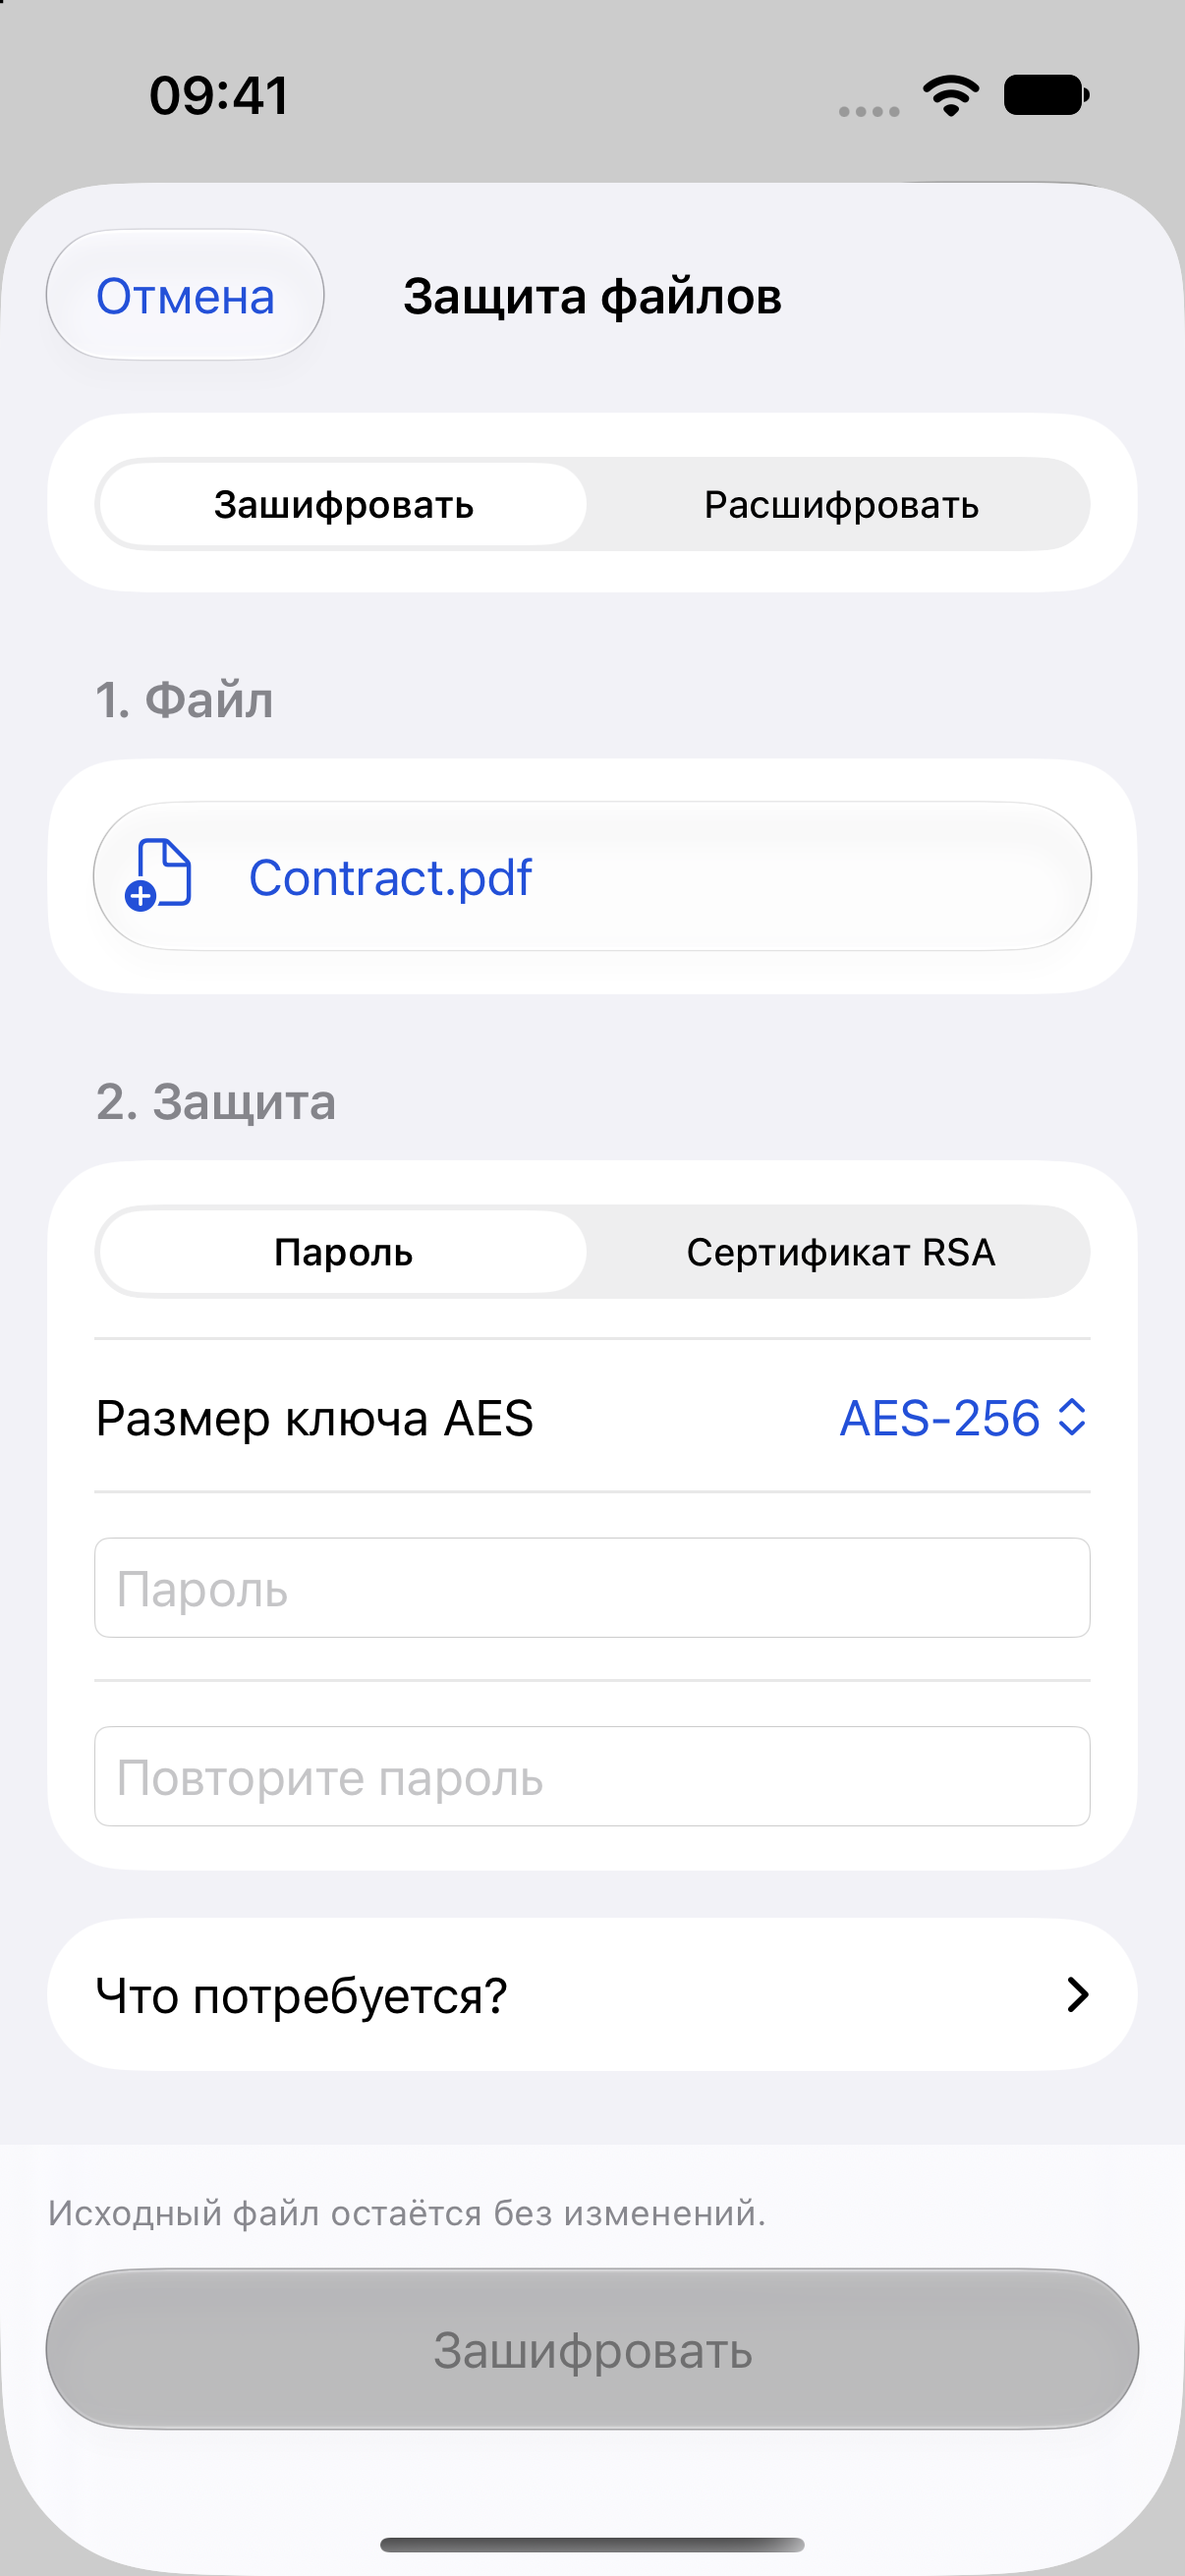 09:41
Отмена
Защита файлов
Зашифровать
Расшифровать
1. Файл
Contract.pdf
2. Защита
Пароль
Сертификат RSA
Размер ключа AES
AES-256
Пароль
Повторите пароль
Что потребуется?
Исходный файл остаётся без изменений.
Зашифровать